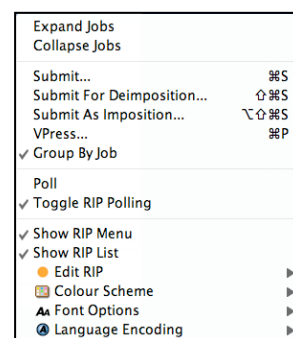 Expand Jobs
Collapse Jobs
Submit... ⌘S
Submit For Deimposition... ⇧⌘S
Submit As Imposition... ⌥⇧⌘S
VPress... ⌘P
✓ Group By Job
Poll
✓ Toggle RIP Polling
✓ Show RIP Menu
✓ Show RIP List
Edit RIP
Colour Scheme
AA Font Options
Language Encoding